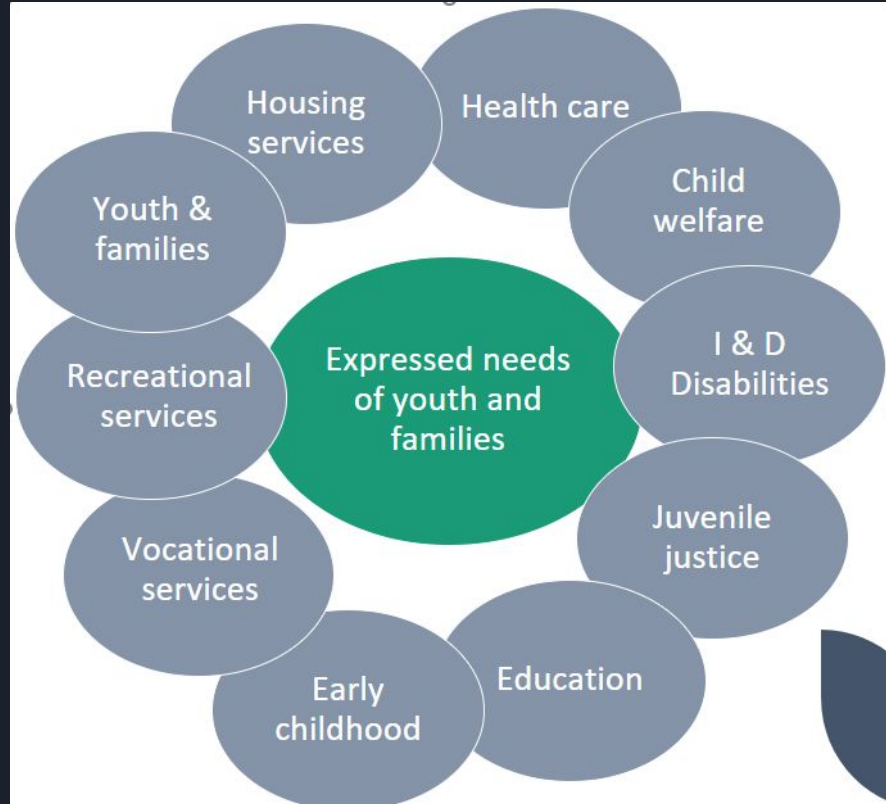 Housing
services
Health care
Child
welfare
I & D
Disabilities
Juvenile
justice
Education
Early
childhood
Vocational
services
Recreational
services
Youth &
families
Expressed needs
of youth and
families